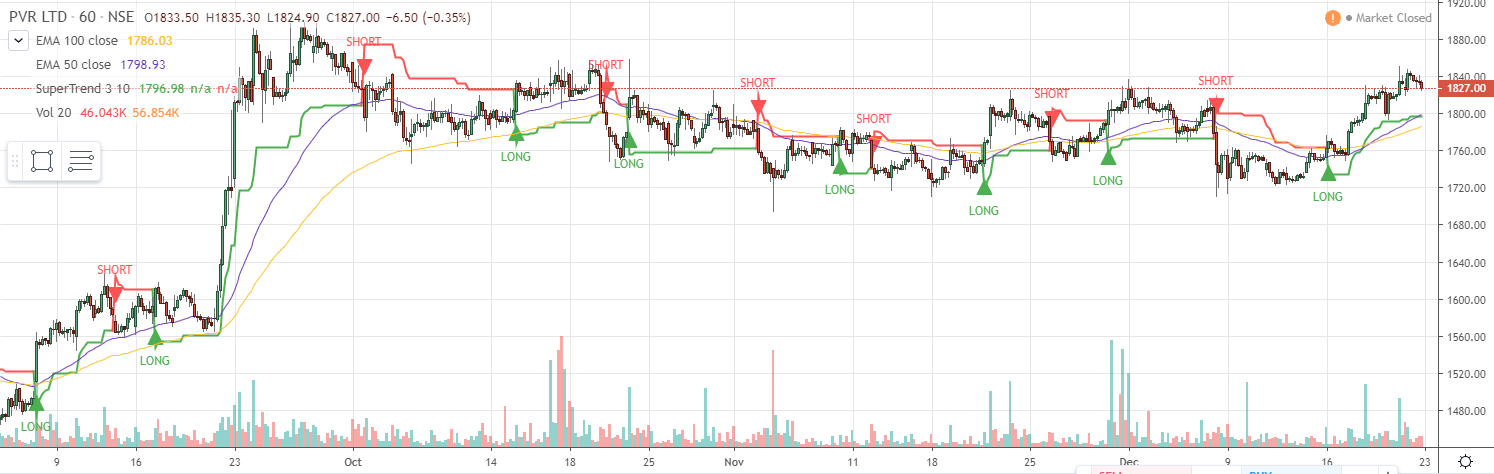 PVR LTD · 60 · NSE O1833.50 H1835.30 L1824.90 C1827.00 −6.50 (−0.35%)
! Market Closed
EMA 100 close 1786.03
EMA 50 close 1798.93
SuperTrend 3 10 1796.98 n/a n/a
Vol 20 46.043K 56.854K
1920.00
1880.00
1840.00
1827.00
1800.00
1760.00
1720.00
1680.00
1640.00
1600.00
1560.00
1520.00
1480.00
SHORT
SHORT
SHORT
SHORT
SHORT
SHORT
SHORT
LONG
LONG
LONG
LONG
LONG
LONG
LONG
LONG
9 16 23 Oct 14 18 25 Nov 11 18 25 Dec 9 16 23